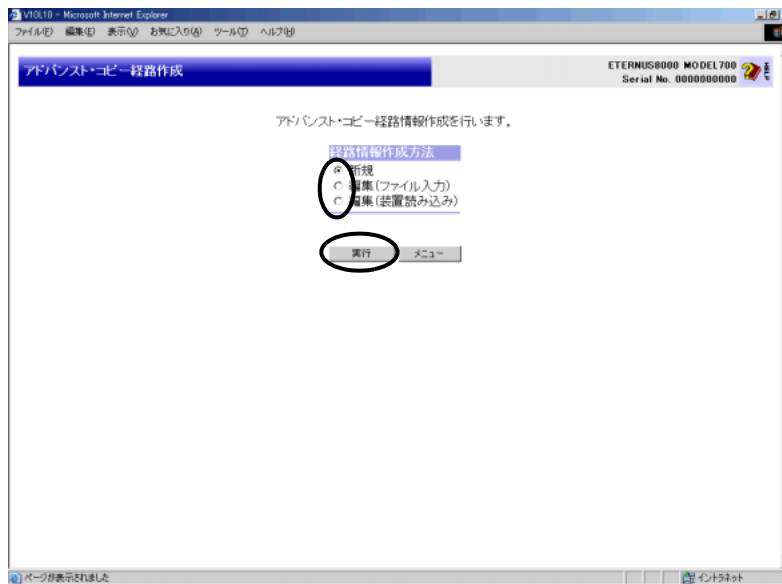 V10L10 - Microsoft Internet Explorer
ファイル(F) 編集(E) 表示(V) お気に入り(A) ツール(T) ヘルプ(H)
アドバンスト・コピー経路作成
ETERNUS8000 MODEL700
Serial No. 0000000000
アドバンスト・コピー経路情報作成を行います。
経路情報作成方法
新規
編集(ファイル入力)
編集(装置読み込み)
実行 メニュー
ページが表示されました
イントラネット